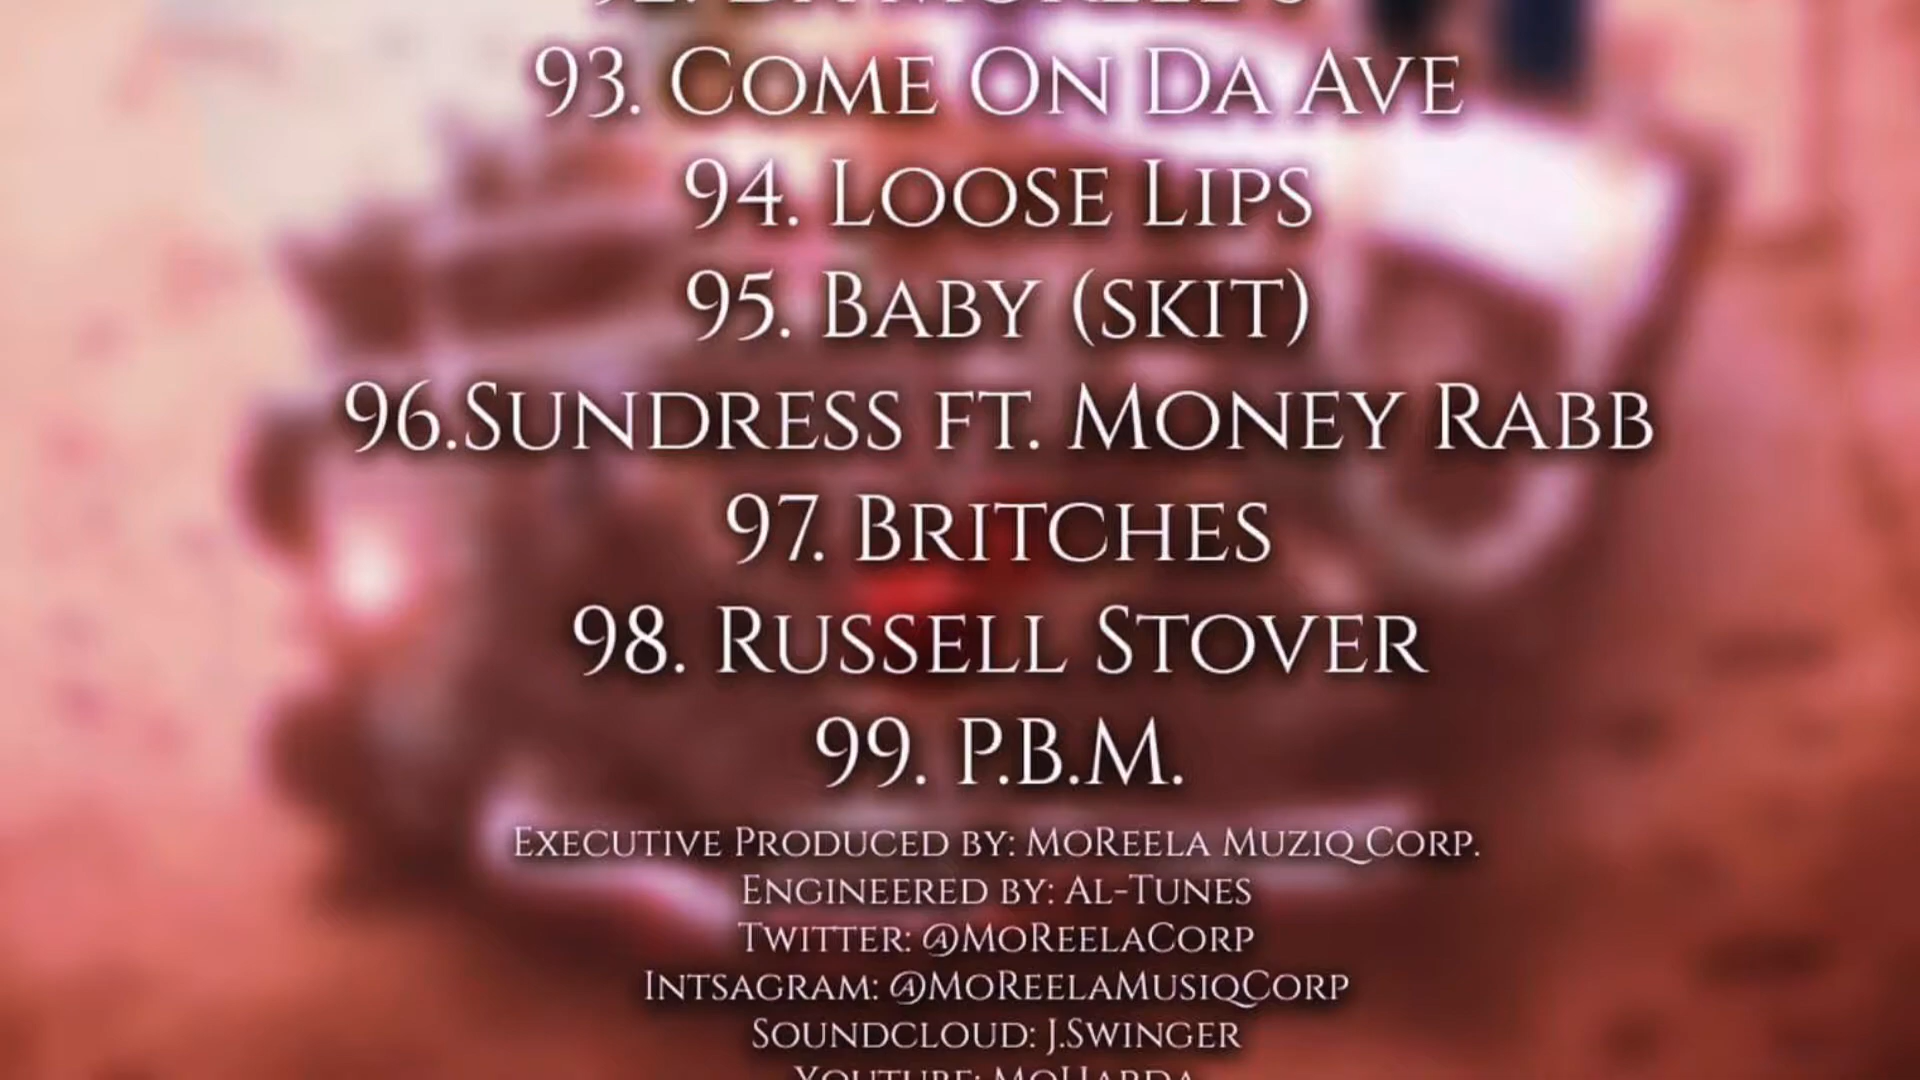 93. Come On Da Ave
94. Loose Lips
95. Baby (skit)
96.Sundress ft. Money Rabb
97. Britches
98. Russell Stover
99. P.B.M.
Executive Produced by: MoReela Muziq Corp.
Engineered by: Al-Tunes
Twitter: @MoReelaCorp
Intsagram: @MoReelaMusiqCorp
Soundcloud: J.Swinger